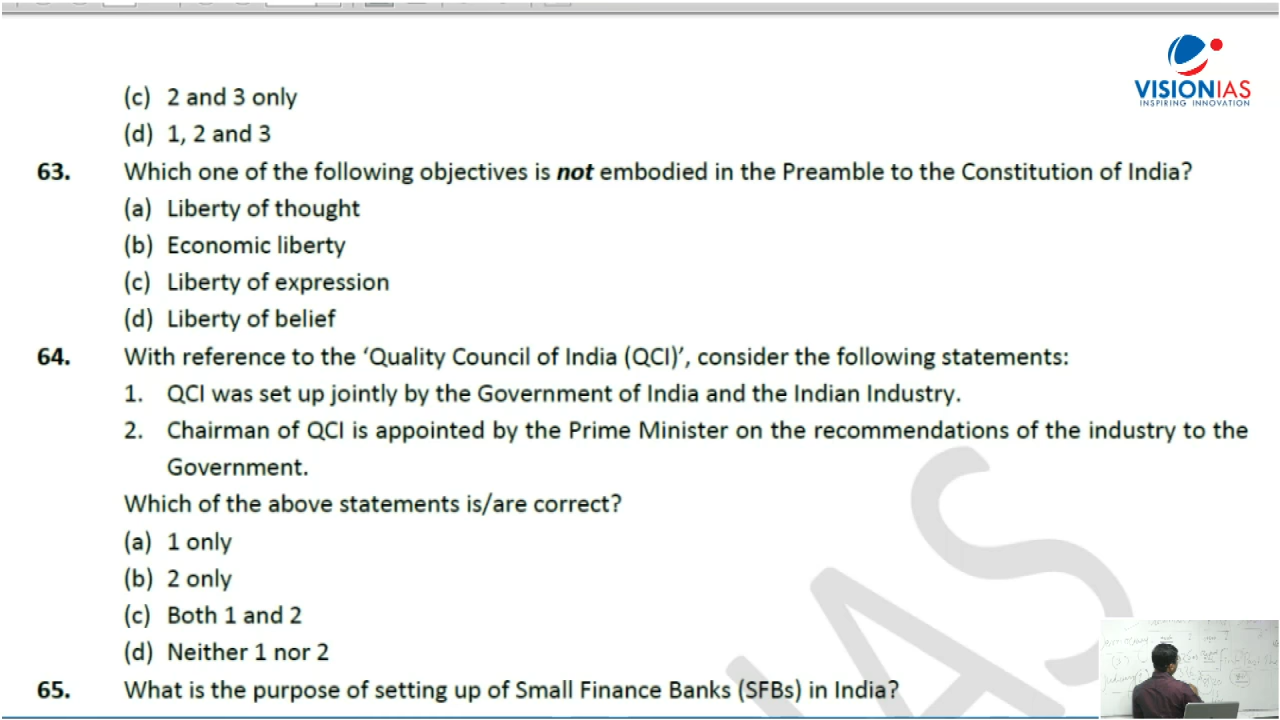 VISIONIAS
INSPIRING INNOVATION
(c) 2 and 3 only
(d) 1, 2 and 3
63. Which one of the following objectives is not embodied in the Preamble to the Constitution of India?
(a) Liberty of thought
(b) Economic liberty
(c) Liberty of expression
(d) Liberty of belief
64. With reference to the ‘Quality Council of India (QCI)’, consider the following statements:
1. QCI was set up jointly by the Government of India and the Indian Industry.
2. Chairman of QCI is appointed by the Prime Minister on the recommendations of the industry to the
Government.
Which of the above statements is/are correct?
(a) 1 only
(b) 2 only
(c) Both 1 and 2
(d) Neither 1 nor 2
65. What is the purpose of setting up of Small Finance Banks (SFBs) in India?
IAS